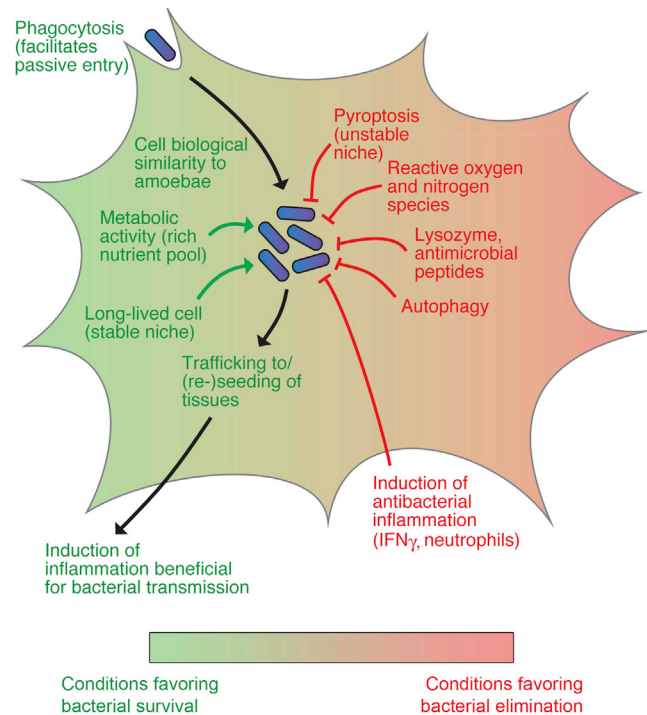 Phagocytosis
(facilitates
passive entry)
Cell biological
similarity to
amoebae
Metabolic
activity (rich
nutrient pool)
Long-lived cell
(stable niche)
Trafficking to/
(re-)seeding of
tissues
Induction of
inflammation beneficial
for bacterial transmission
Pyroptosis
(unstable
niche)
Reactive oxygen
and nitrogen
species
Lysozyme,
antimicrobial
peptides
Autophagy
Induction of
antibacterial
inflammation
(IFNγ, neutrophils)
Conditions favoring
bacterial survival
Conditions favoring
bacterial elimination